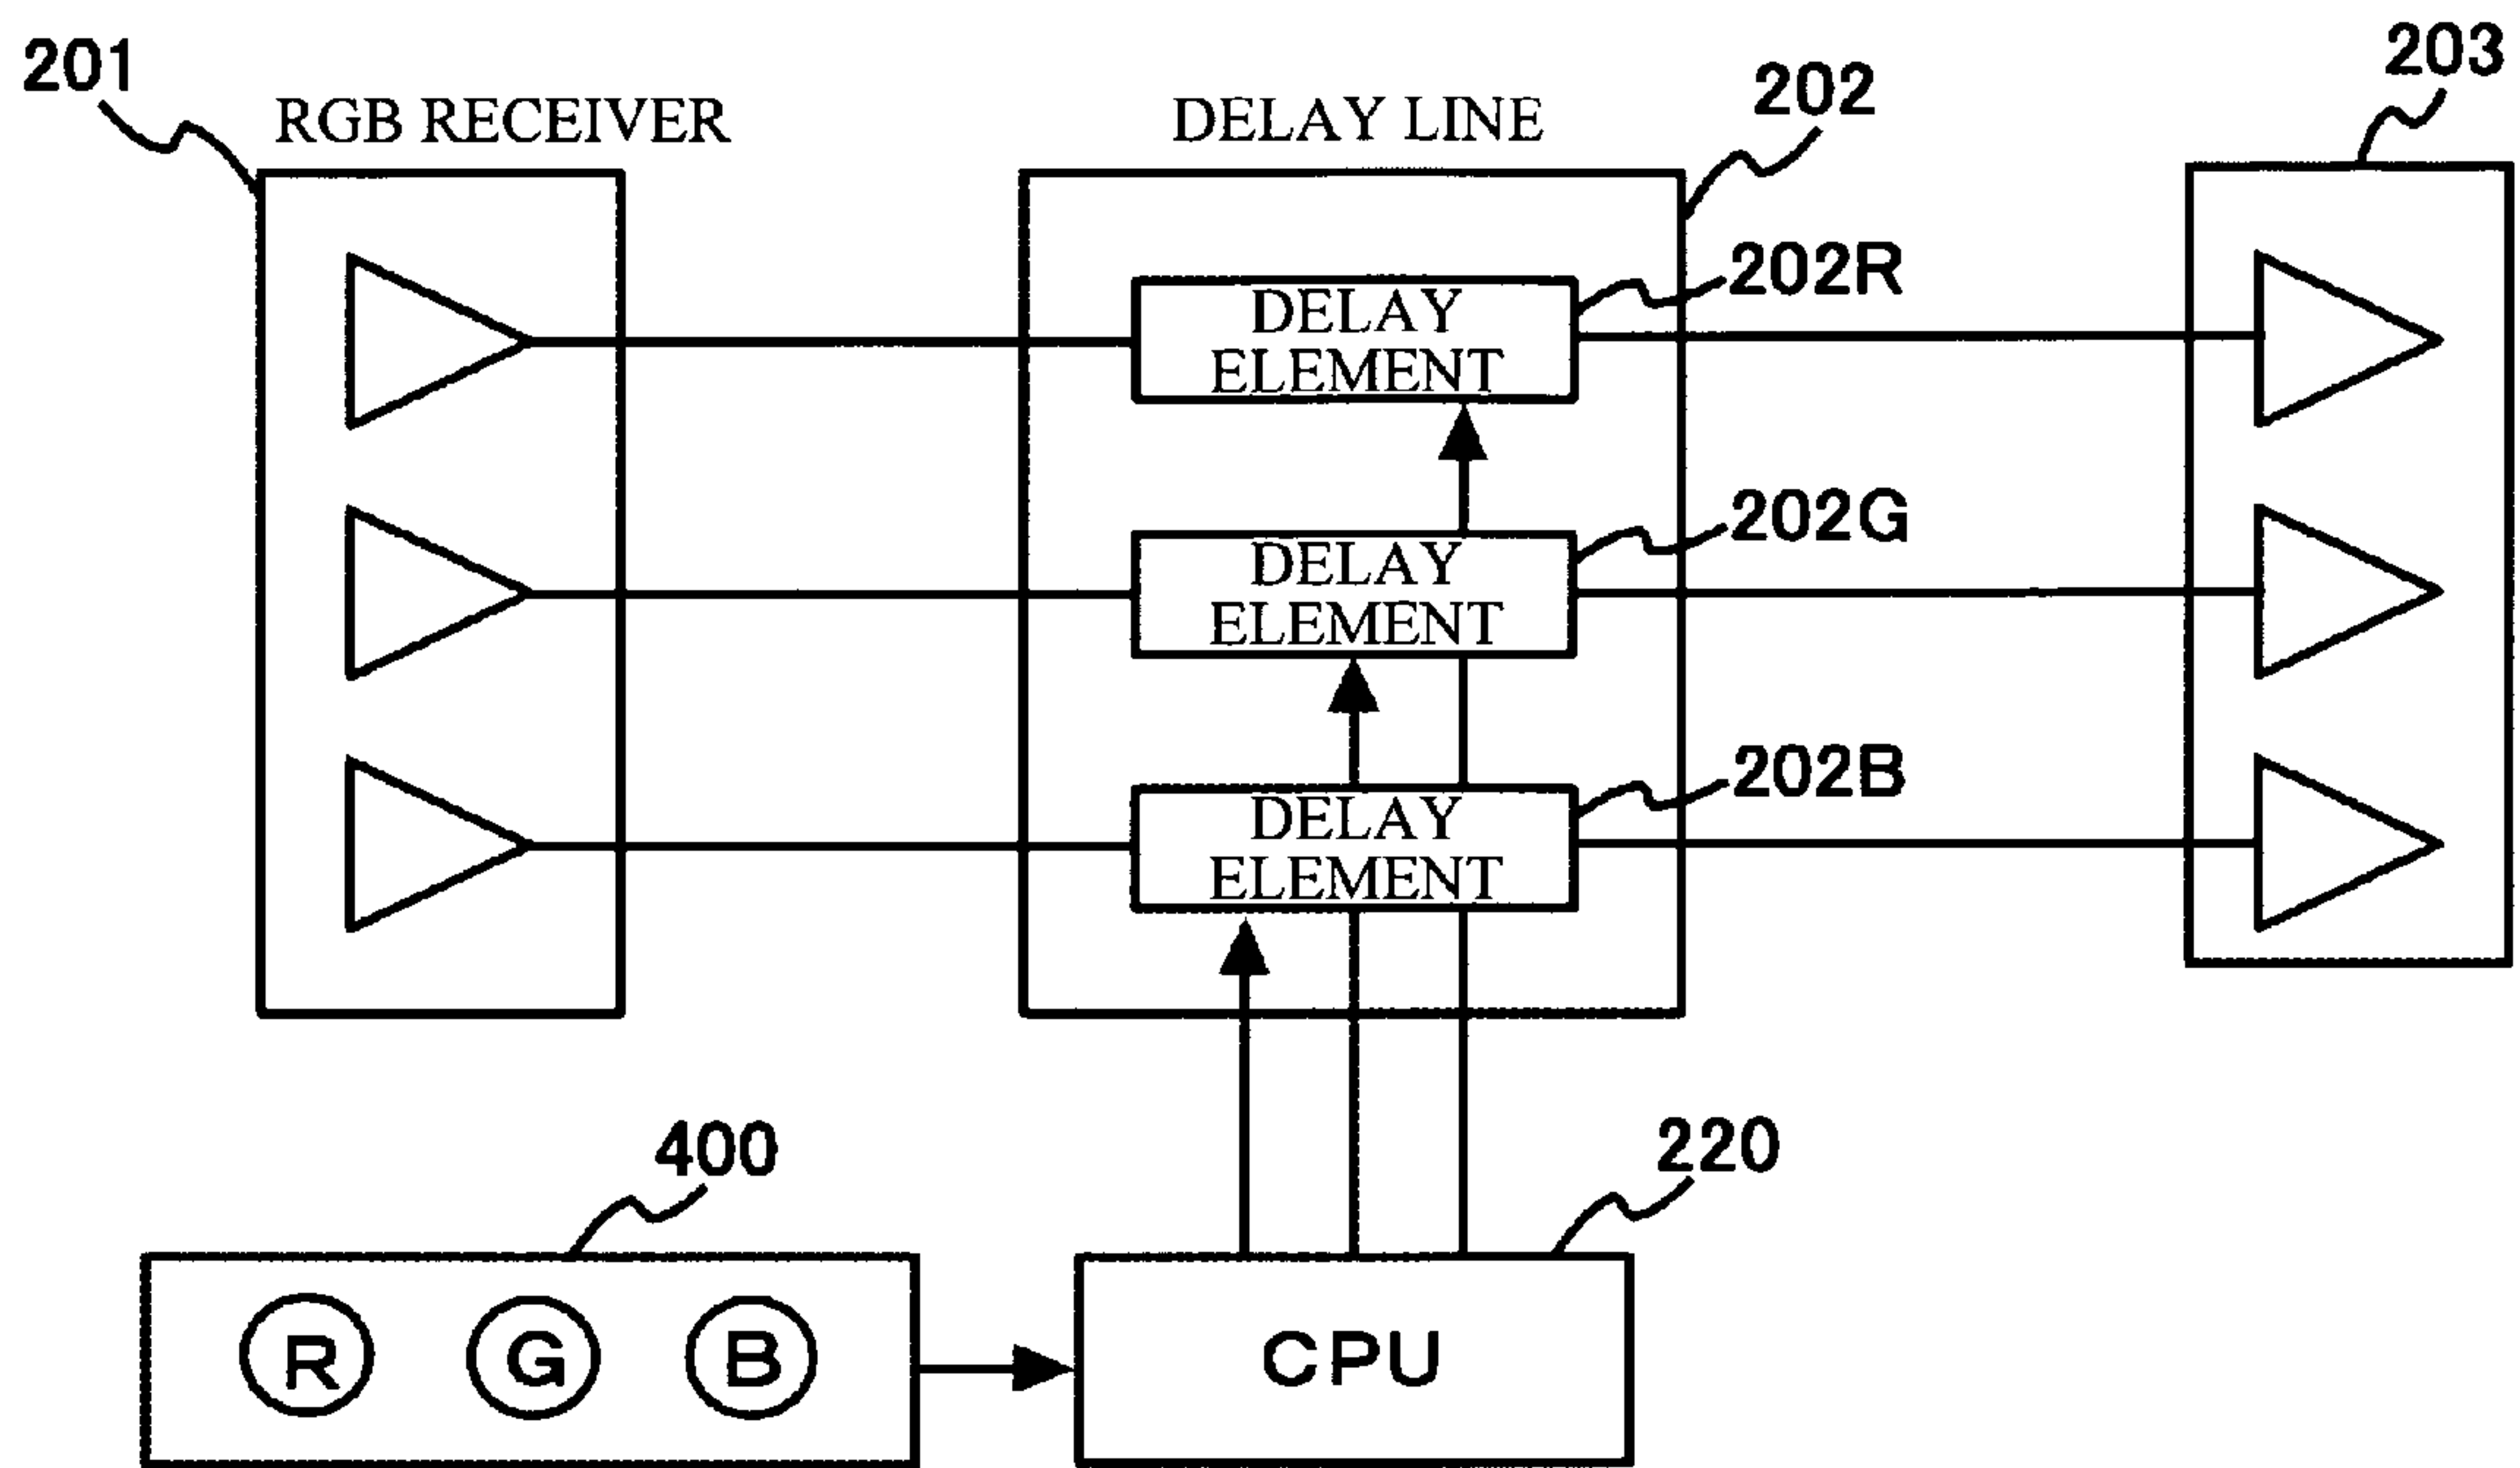 201
RGB RECEIVER
DELAY LINE
202
203
DELAY
ELEMENT
202R
DELAY
ELEMENT
202G
DELAY
ELEMENT
202B
400
220
R G B
CPU